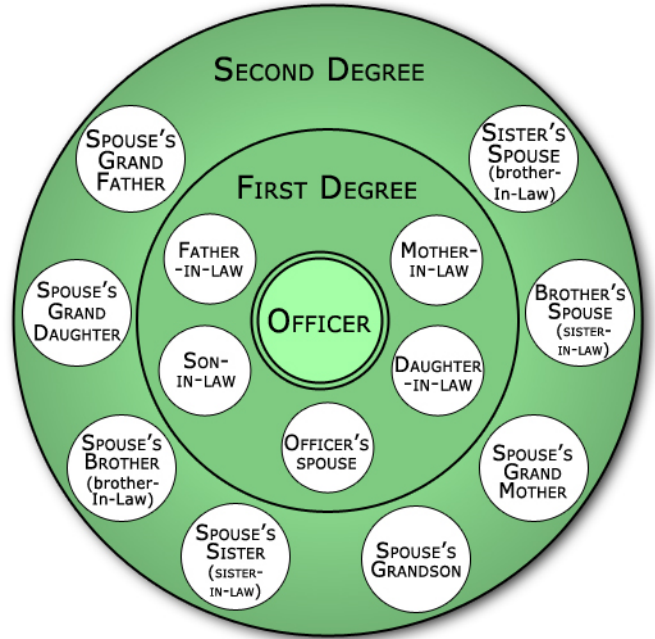 SECOND DEGREE
SPOUSE'S
GRAND
FATHER
SISTER'S
SPOUSE
(brother-
In-Law)
FIRST DEGREE
FATHER
-IN-LAW
MOTHER-
IN-LAW
SPOUSE'S
GRAND
DAUGHTER
OFFICER
BROTHER'S
SPOUSE
(SISTER-
IN-LAW)
SON-
IN-LAW
DAUGHTER
-IN-LAW
SPOUSE'S
BROTHER
(brother-
In-Law)
OFFICER'S
SPOUSE
SPOUSE'S
GRAND
MOTHER
SPOUSE'S
SISTER
(SISTER-
IN-LAW)
SPOUSE'S
GRANDSON